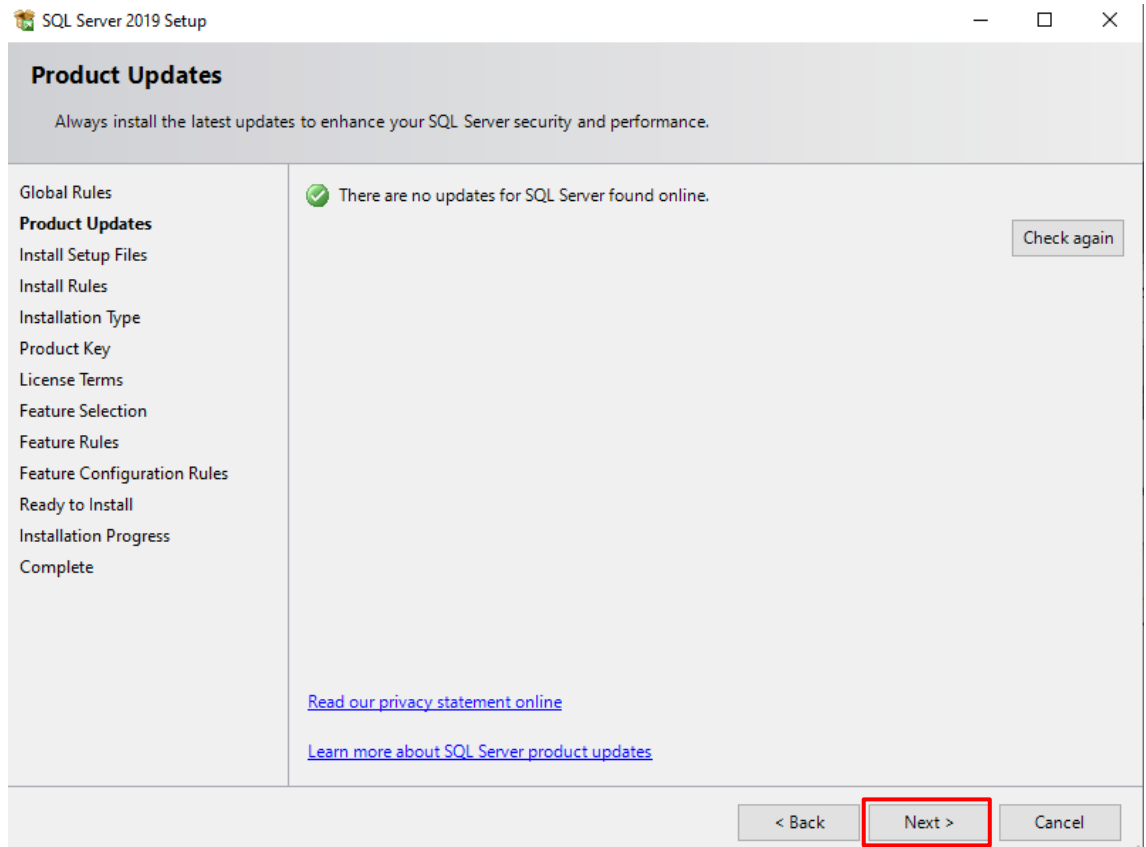 SQL Server 2019 Setup
Product Updates
Always install the latest updates to enhance your SQL Server security and performance.
Global Rules
Product Updates
Install Setup Files
Install Rules
Installation Type
Product Key
License Terms
Feature Selection
Feature Rules
Feature Configuration Rules
Ready to Install
Installation Progress
Complete
There are no updates for SQL Server found online.
Check again
Read our privacy statement online
Learn more about SQL Server product updates
< Back
Next >
Cancel